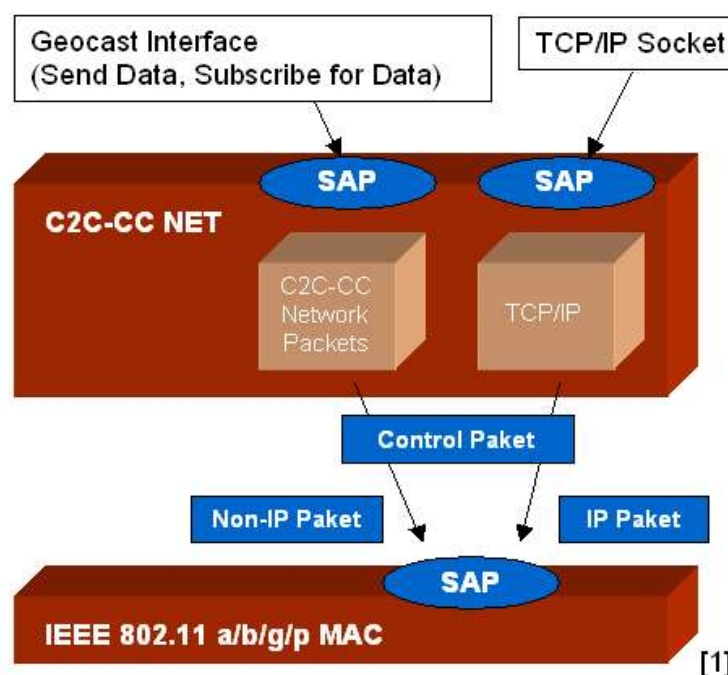 Geocast Interface
(Send Data, Subscribe for Data)
TCP/IP Socket
SAP
SAP
C2C-CC NET
C2C-CC
Network
Packets
TCP/IP
Control Paket
Non-IP Paket
IP Paket
SAP
IEEE 802.11 a/b/g/p MAC
[1]